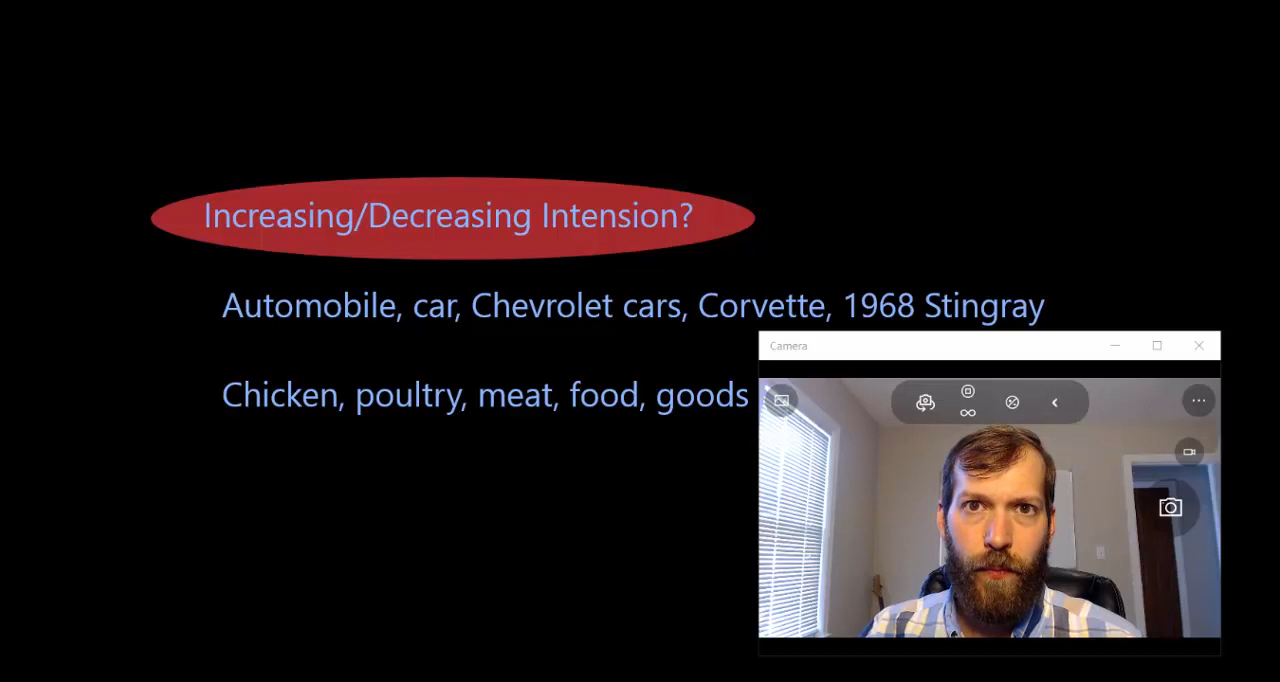 Increasing/Decreasing Intension?
Automobile, car, Chevrolet cars, Corvette, 1968 Stingray
Camera
Chicken, poultry, meat, food, goods